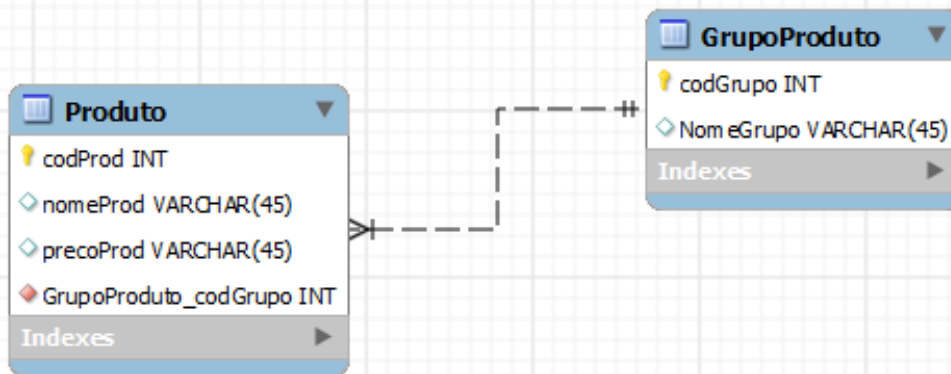 Produto
codProd INT
nomeProd VARCHAR(45)
precoProd VARCHAR(45)
GrupoProduto_codGrupo INT
Indexes
GrupoProduto
codGrupo INT
NomeGrupo VARCHAR(45)
Indexes